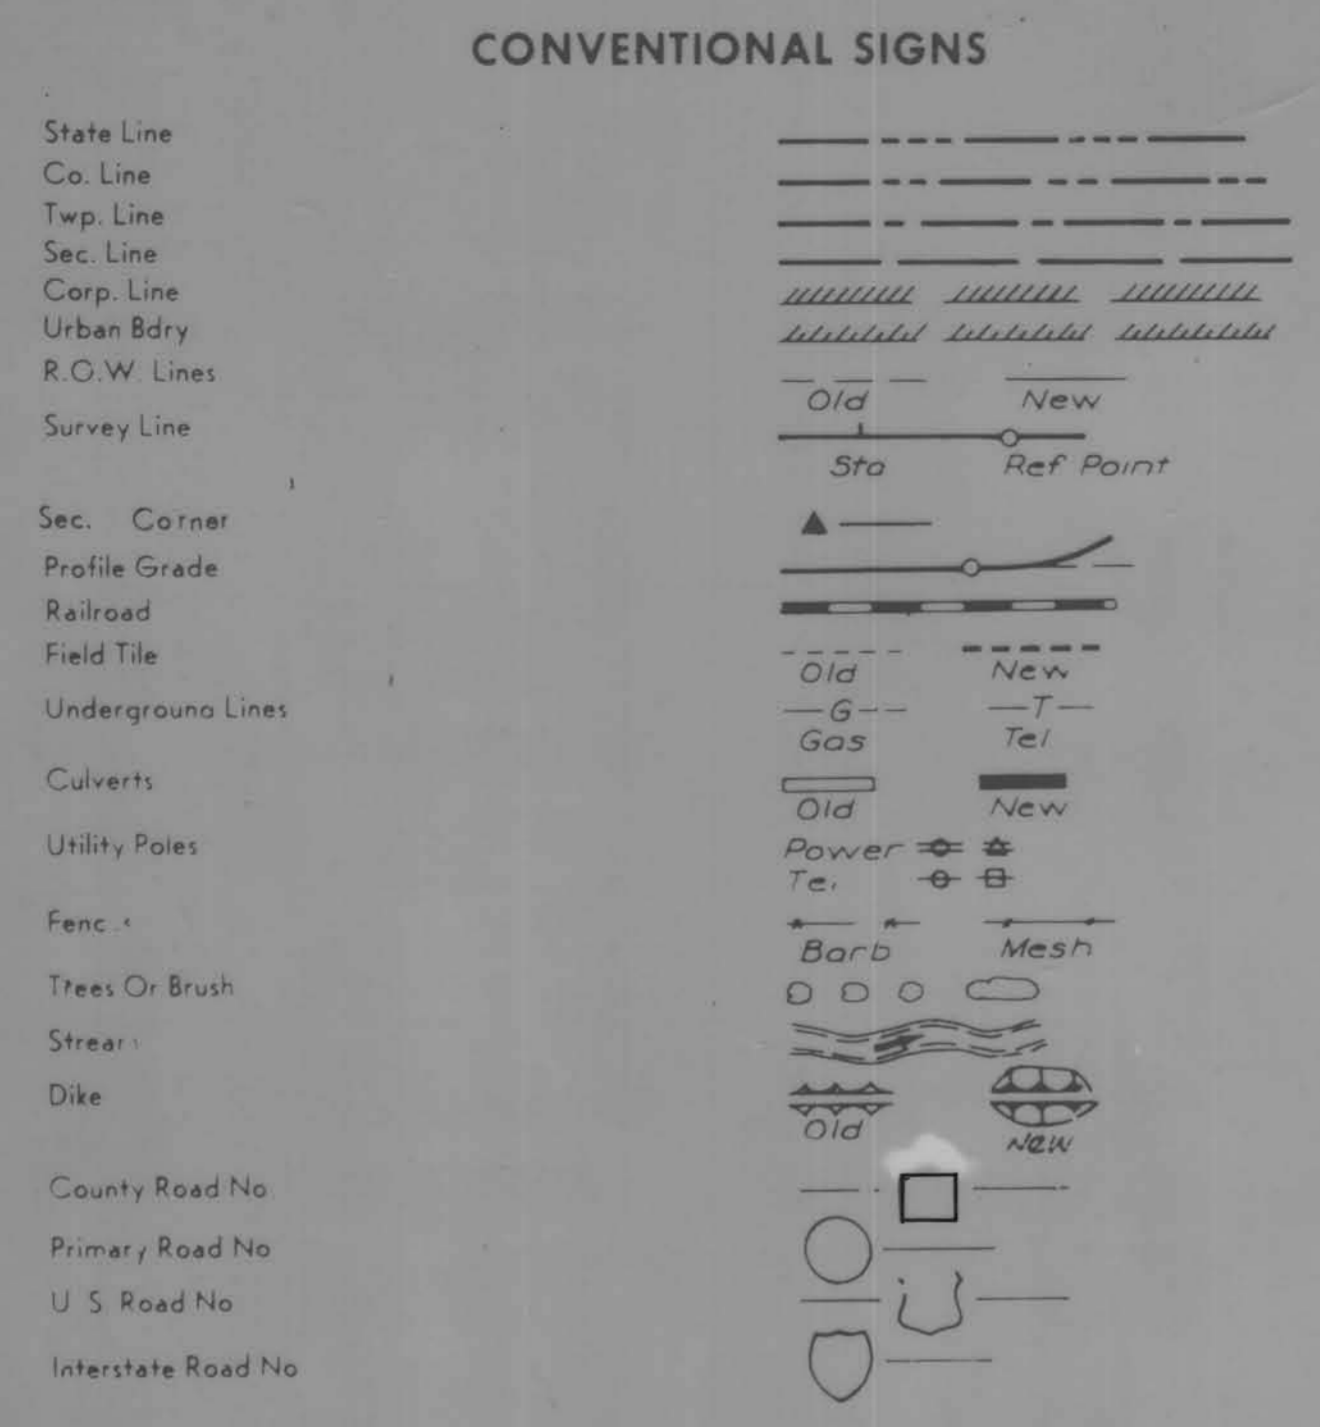 CONVENTIONAL SIGNS
State Line
Co. Line
Twp. Line
Sec. Line
Corp. Line
Urban Bdry
R.O.W. Lines
Old New
Survey Line
Sta Ref Point
Sec. Corner
Profile Grade
Railroad
Field Tile
Old New
Underground Lines G T
Gas Tel
Culverts
Old New
Utility Poles Power
Tel
Barb Mesh
Trees Or Brush
Stream
Dike
Old New
County Road No
Primary Road No
U S Road No
Interstate Road No